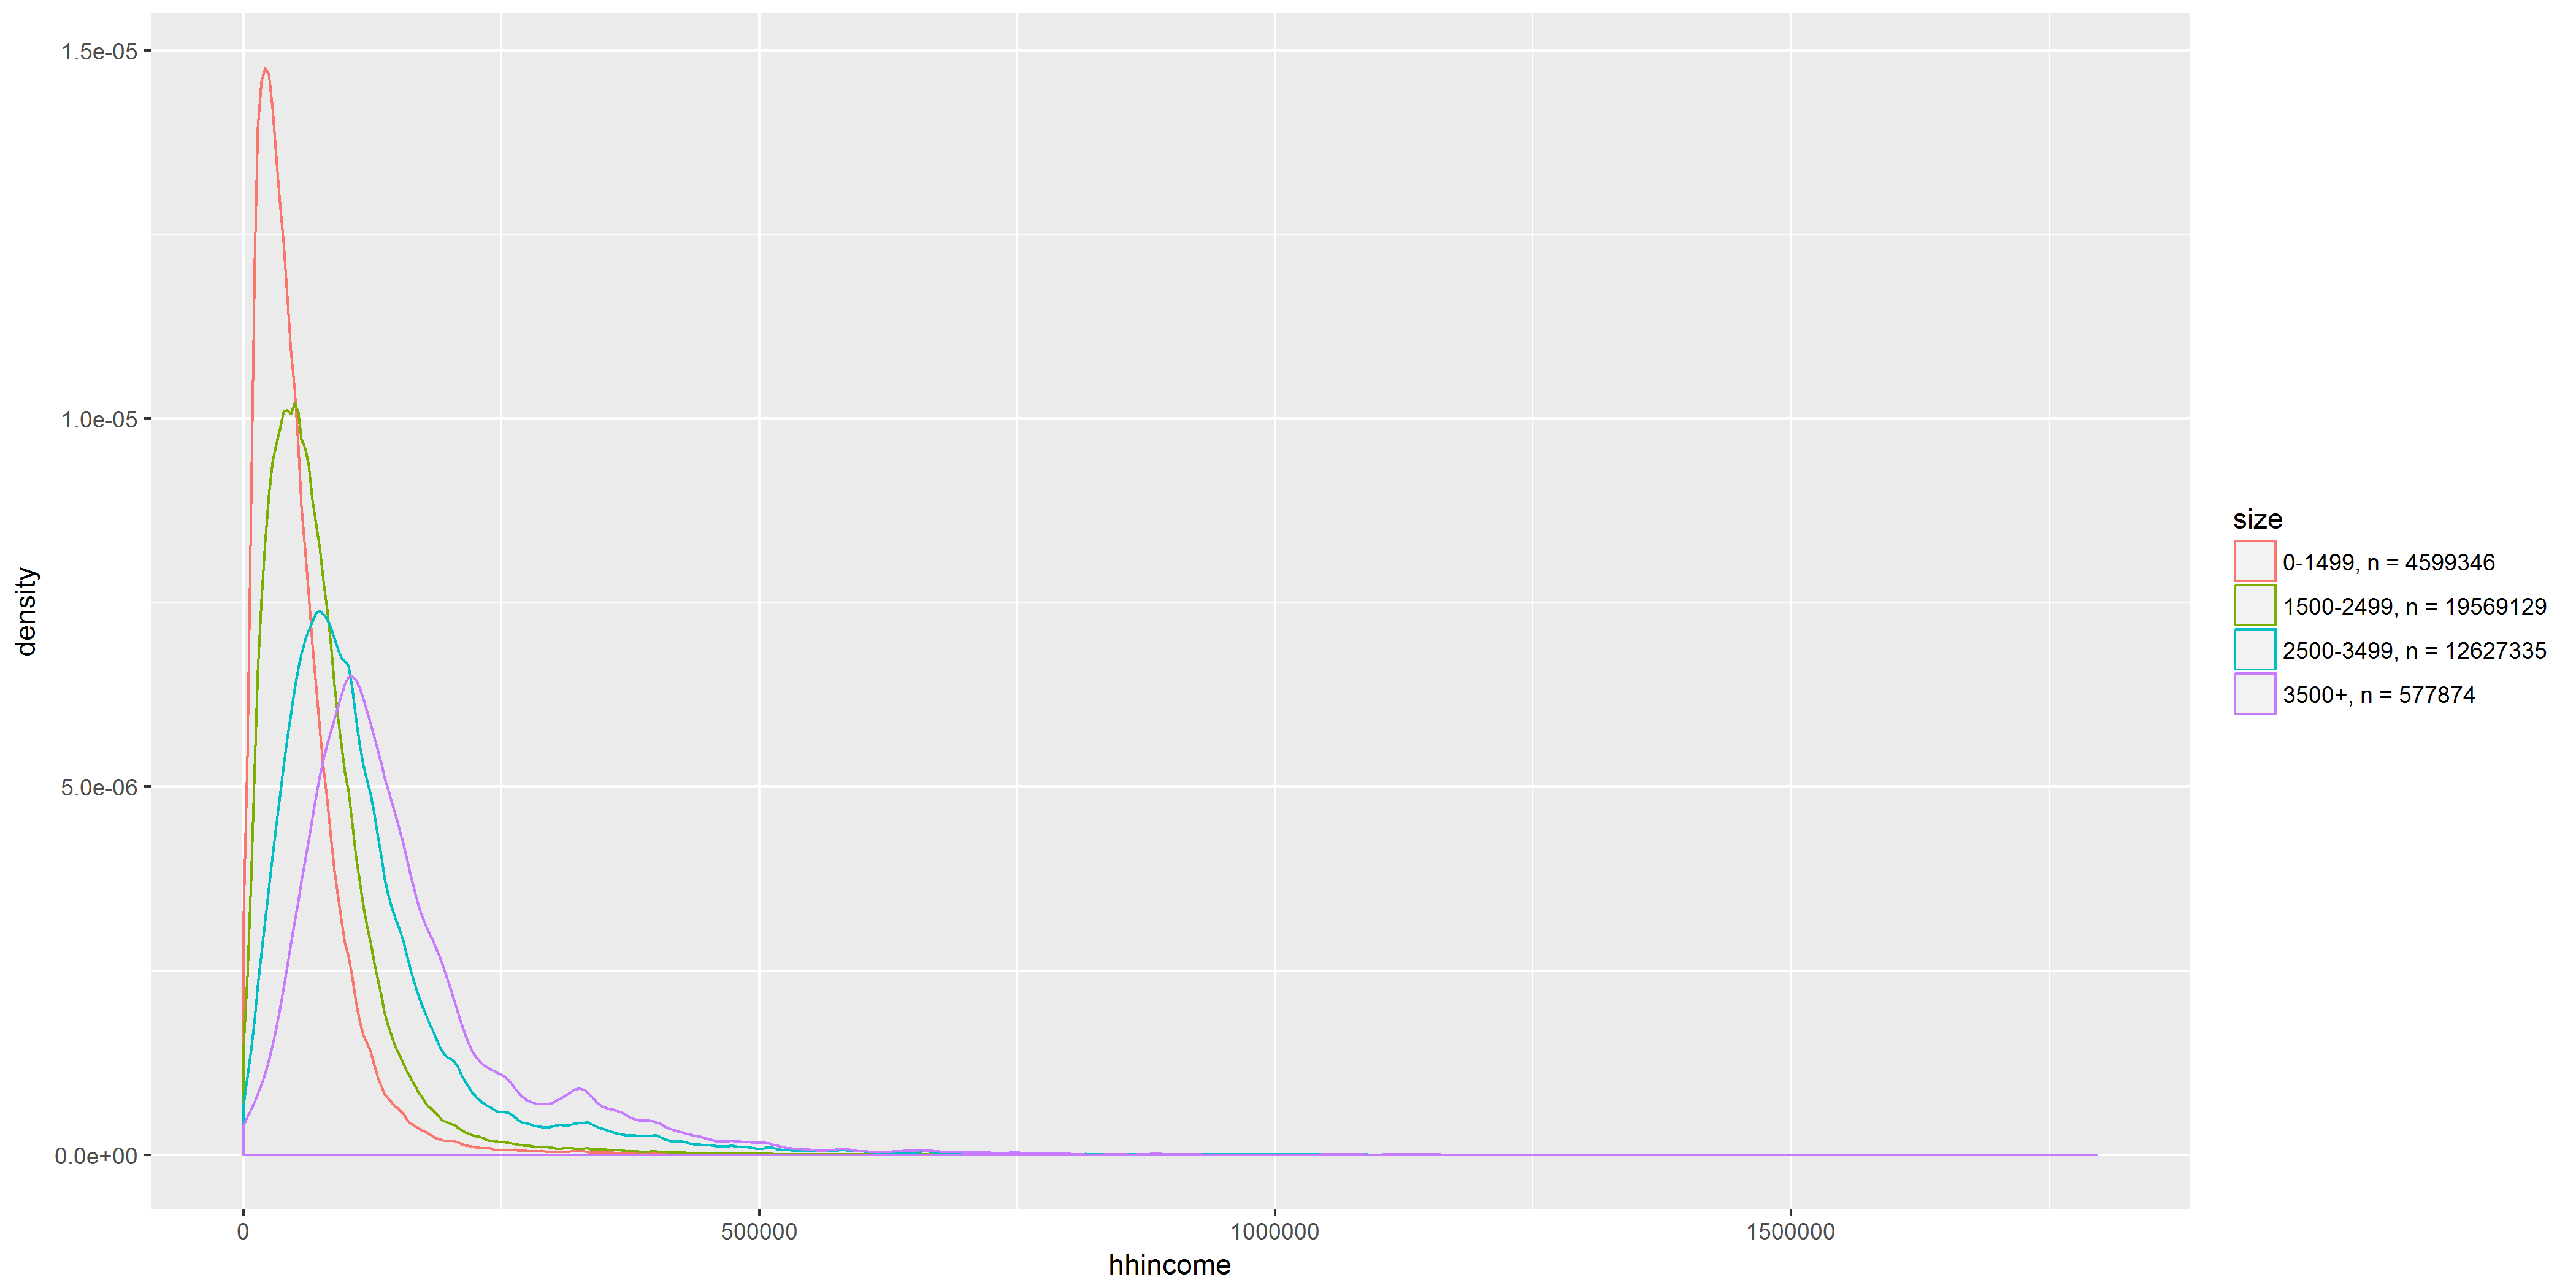 1.5e-05
1.0e-05
5.0e-06
0.0e+00
density
0
500000
1000000
1500000
hhincome
size
0-1499, n = 4599346
1500-2499, n = 19569129
2500-3499, n = 12627335
3500+, n = 577874